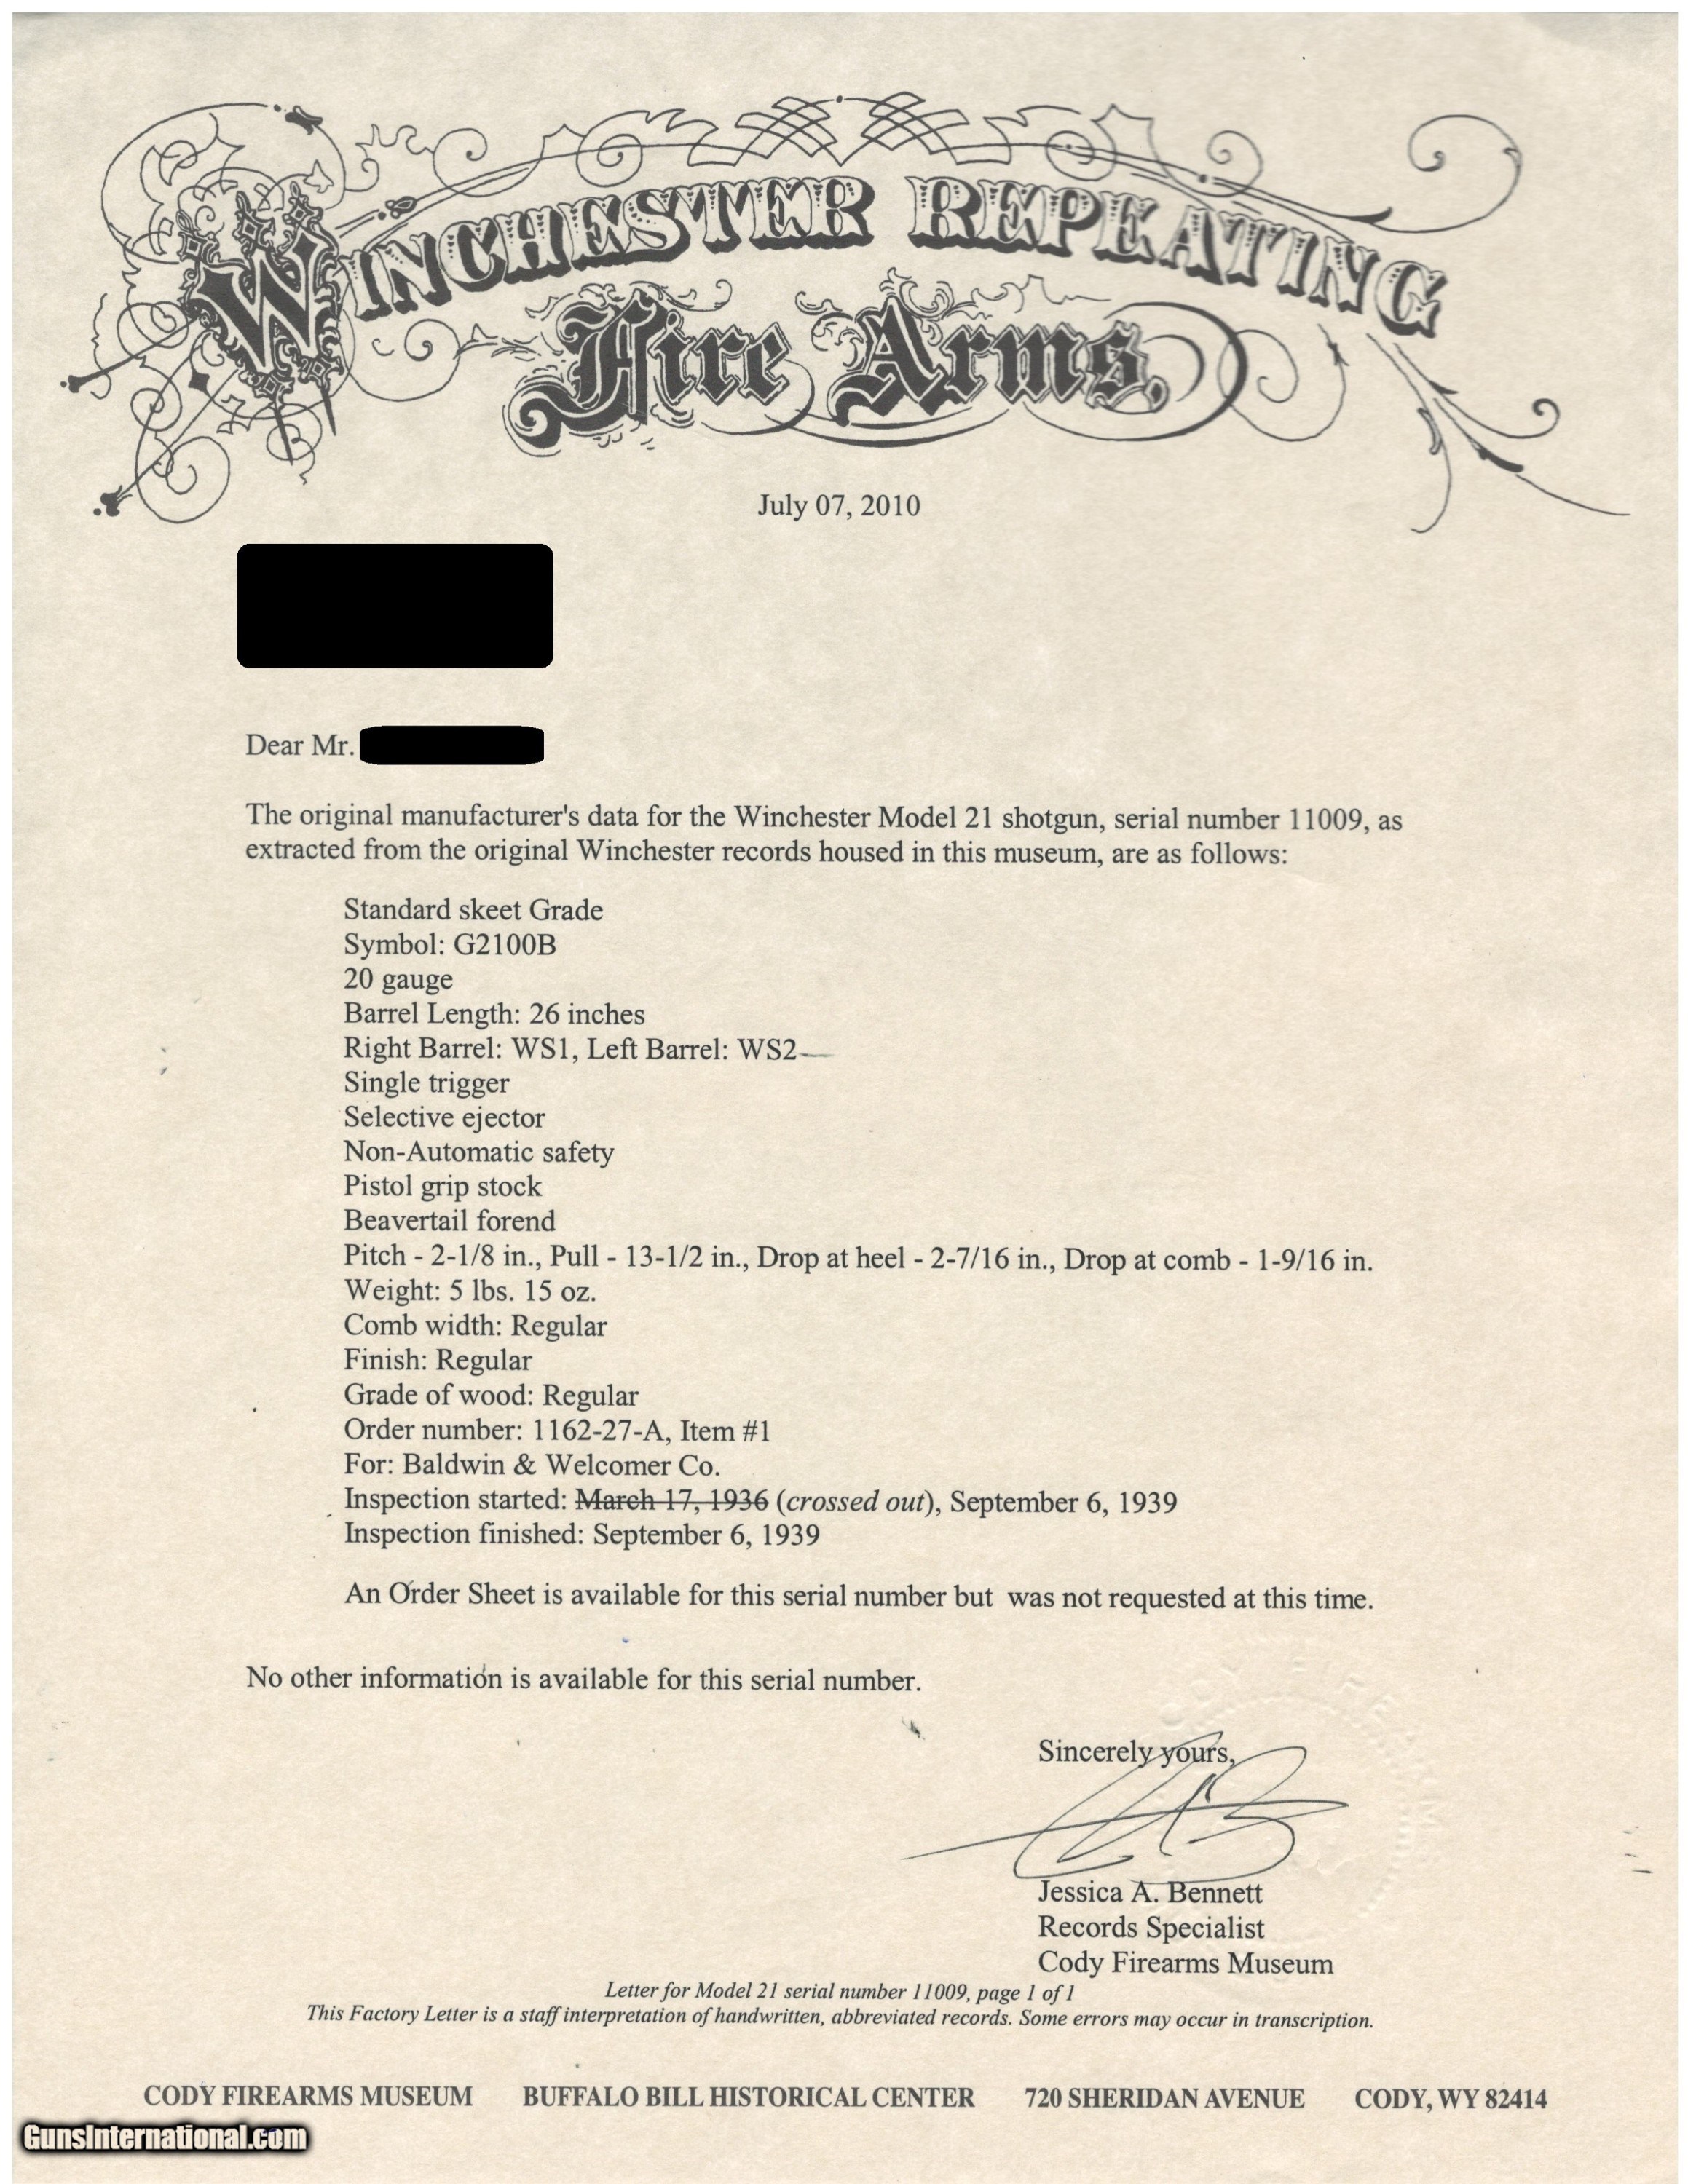 WINCHESTER REPEATING
Fire Arms.
July 07, 2010
Dear Mr.
The original manufacturer's data for the Winchester Model 21 shotgun, serial number 11009, as
extracted from the original Winchester records housed in this museum, are as follows:
Standard skeet Grade
Symbol: G2100B
20 gauge
Barrel Length: 26 inches
Right Barrel: WS1, Left Barrel: WS2
Single trigger
Selective ejector
Non-Automatic safety
Pistol grip stock
Beavertail forend
Pitch - 2-1/8 in., Pull - 13-1/2 in., Drop at heel - 2-7/16 in., Drop at comb - 1-9/16 in.
Weight: 5 lbs. 15 oz.
Comb width: Regular
Finish: Regular
Grade of wood: Regular
Order number: 1162-27-A, Item #1
For: Baldwin & Welcomer Co.
Inspection started: March 17, 1936 (crossed out), September 6, 1939
Inspection finished: September 6, 1939
An Order Sheet is available for this serial number but  was not requested at this time.
No other information is available for this serial number.
Sincerely yours,
Jessica A. Bennett
Records Specialist
Cody Firearms Museum
Letter for Model 21 serial number 11009, page 1 of 1
This Factory Letter is a staff interpretation of handwritten, abbreviated records. Some errors may occur in transcription.
CODY FIREARMS MUSEUM BUFFALO BILL HISTORICAL CENTER 720 SHERIDAN AVENUE CODY, WY 82414
GunsInternational.com